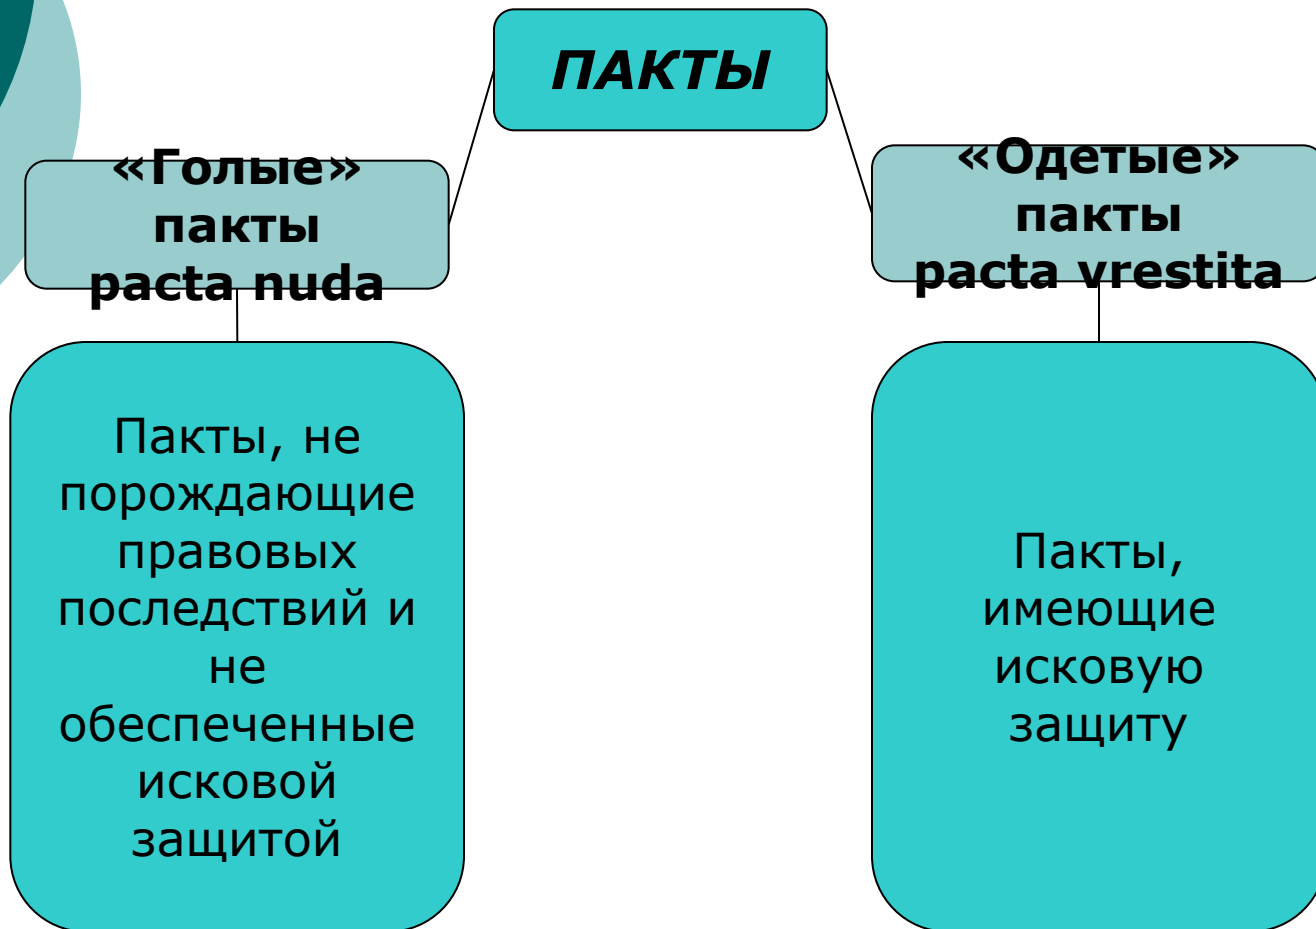 ПАКТЫ
«Голые»
пакты
pacta nuda
«Одетые»
пакты
pacta vrestita
Пакты, не
порождающие
правовых
последствий и
не
обеспеченные
исковой
защитой
Пакты,
имеющие
исковую
защиту